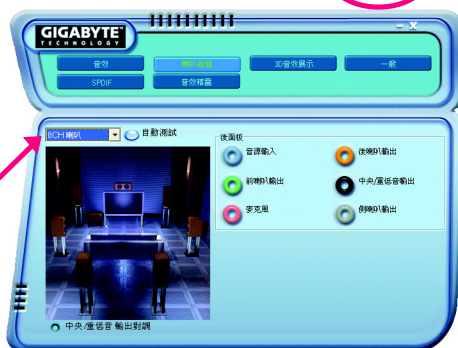 GIGABYTE™
TECHNOLOGY
音效
喇叭組態
3D音效展示
一般
SPDIF
音效精靈
8CH 喇叭
自動測試
後面板
音源輸入
後喇叭輸出
前喇叭輸出
中央/重低音輸出
麥克風
側喇叭輸出
中央/重低音 輸出對調